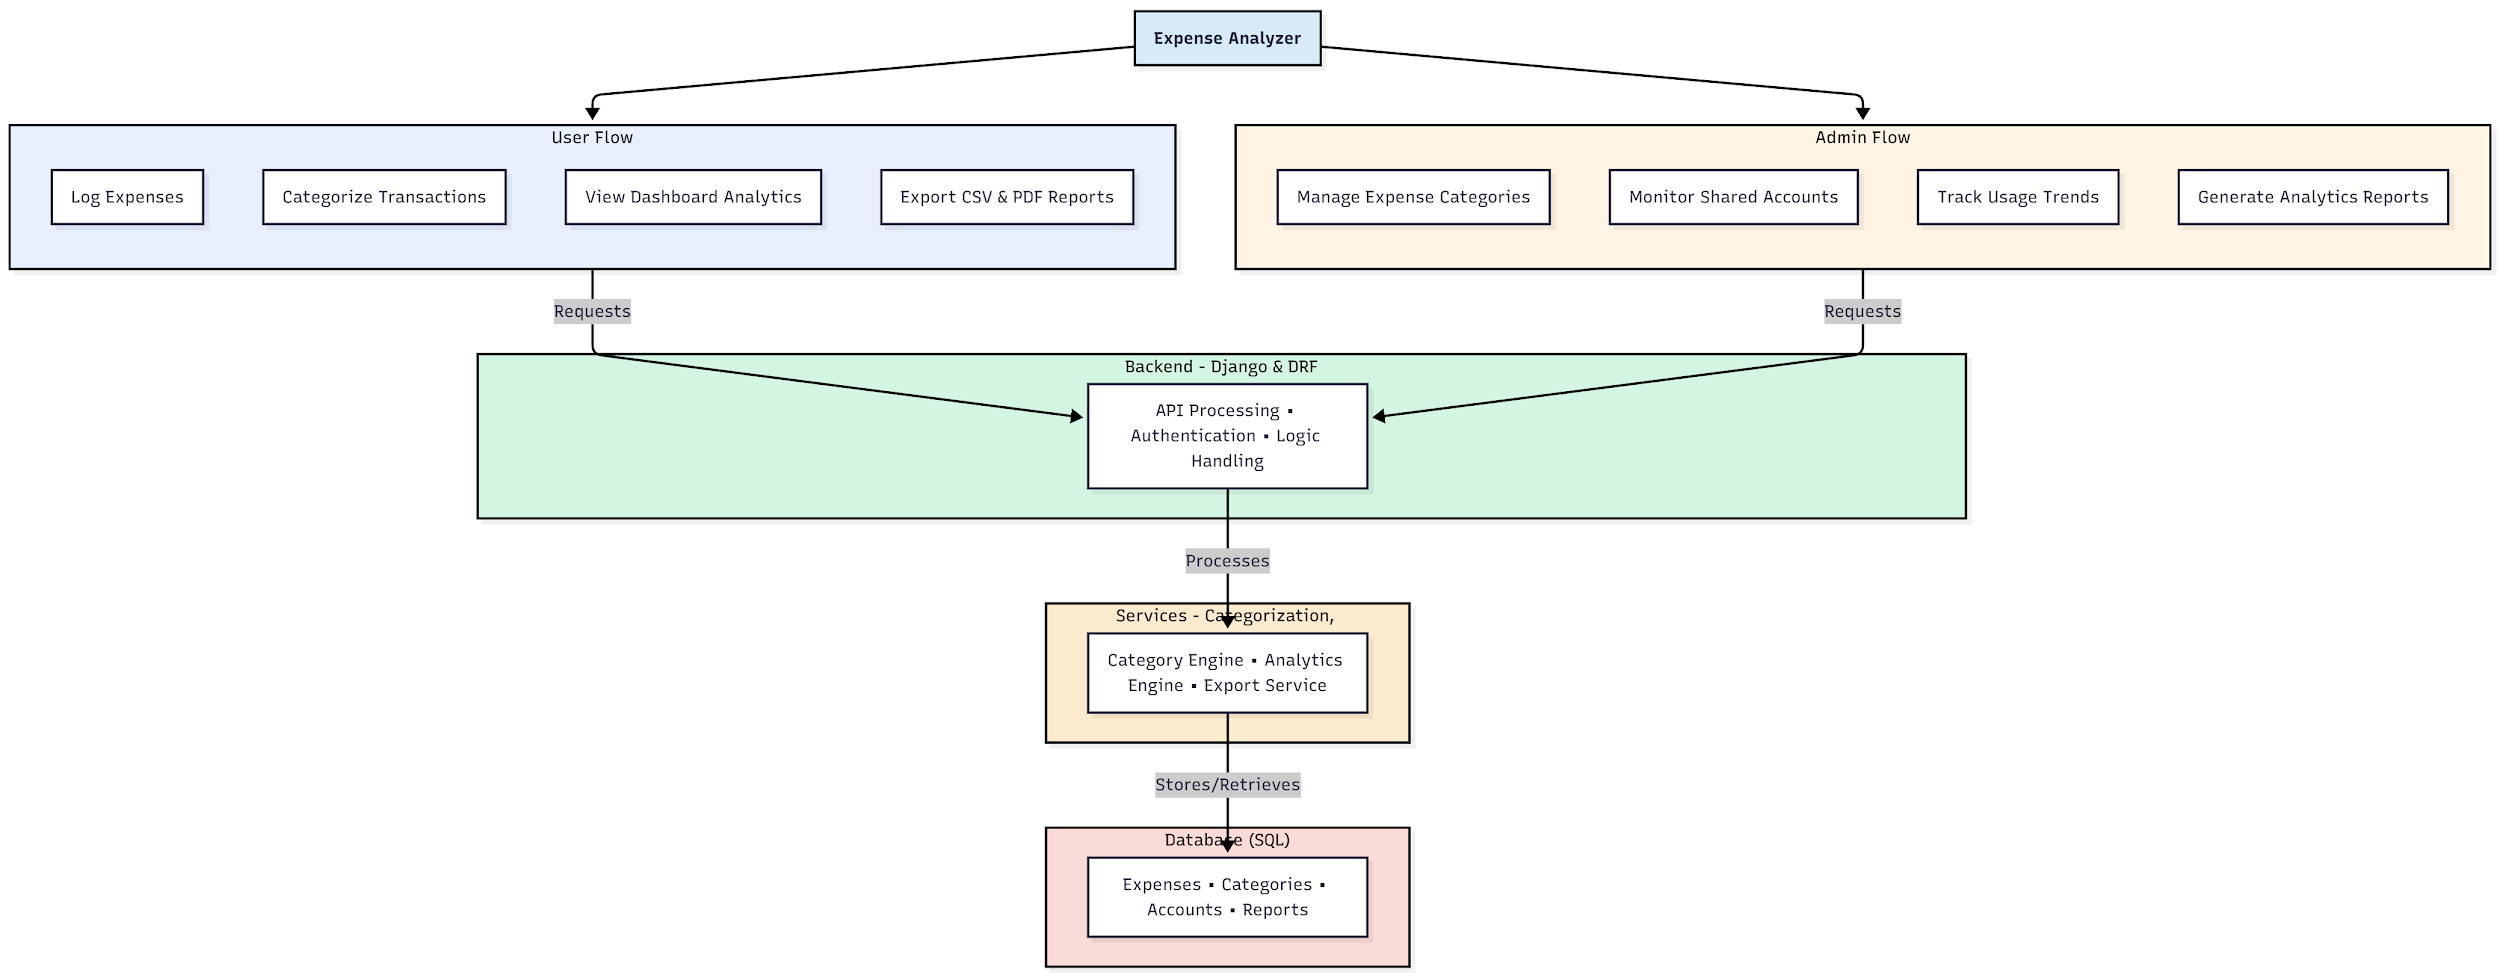 Expense Analyzer
User Flow
Log Expenses
Categorize Transactions
View Dashboard Analytics
Export CSV & PDF Reports
Admin Flow
Manage Expense Categories
Monitor Shared Accounts
Track Usage Trends
Generate Analytics Reports
Requests
Requests
Backend - Django & DRF
API Processing ▪
Authentication ▪ Logic
Handling
Processes
Services - Categorization,
Category Engine ▪ Analytics
Engine ▪ Export Service
Stores/Retrieves
Database (SQL)
Expenses ▪ Categories ▪
Accounts ▪ Reports